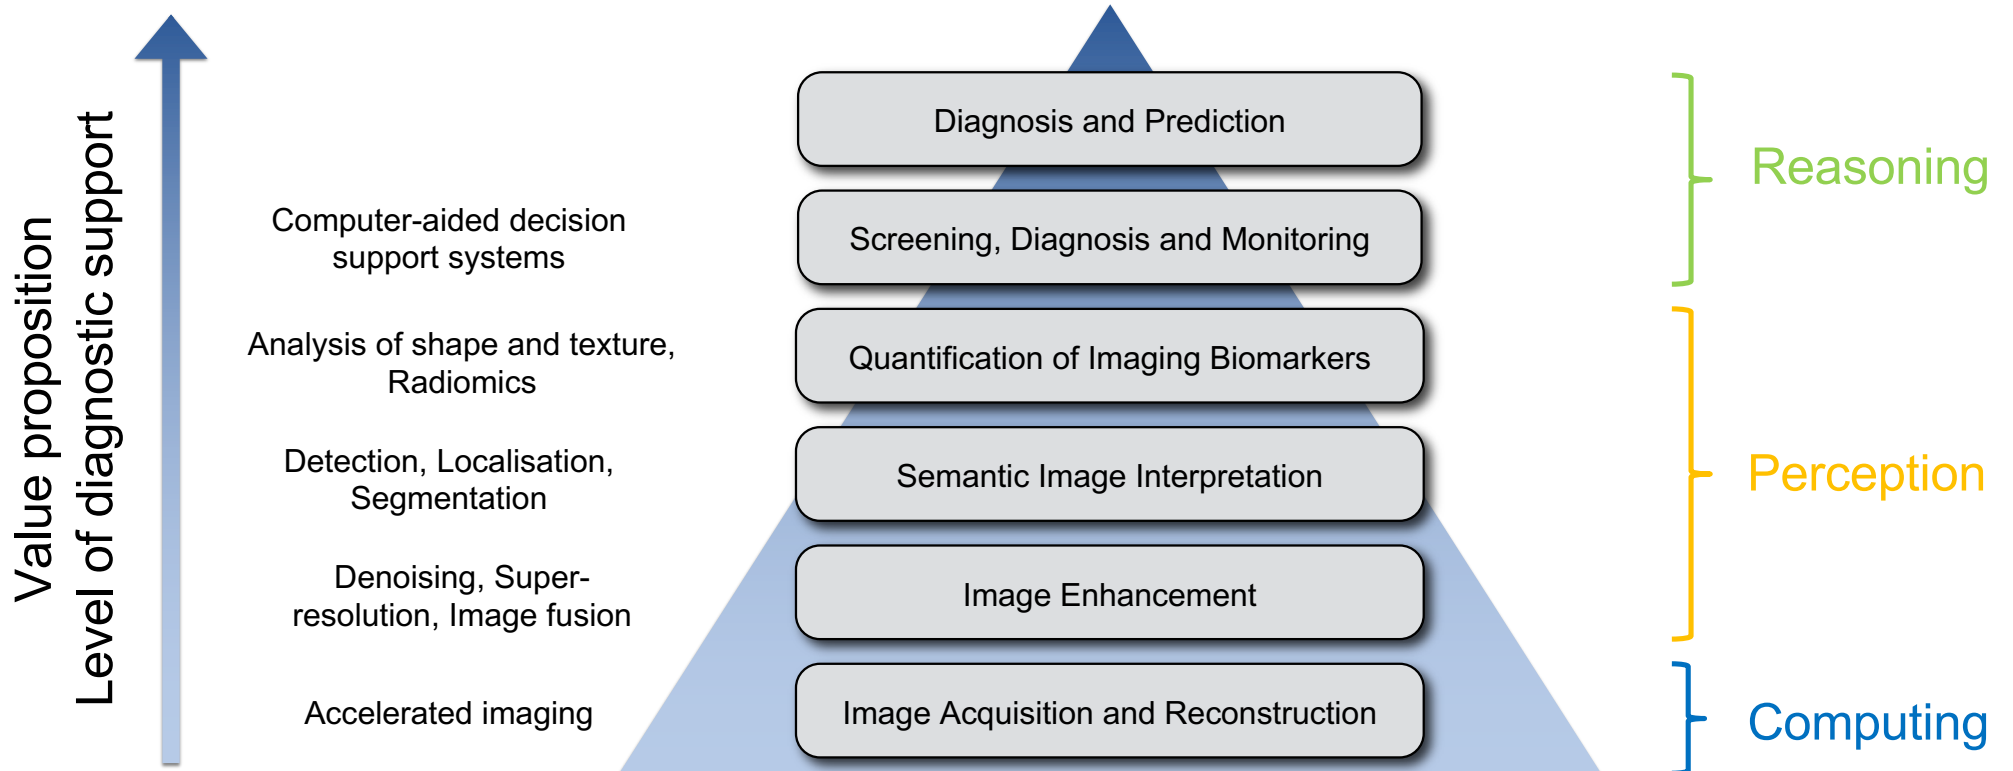 Value proposition
Level of diagnostic support
Diagnosis and Prediction
Reasoning
Computer-aided decision
support systems
Screening, Diagnosis and Monitoring
Analysis of shape and texture,
Radiomics
Quantification of Imaging Biomarkers
Detection, Localisation,
Segmentation
Semantic Image Interpretation
Perception
Denoising, Super-
resolution, Image fusion
Image Enhancement
Accelerated imaging
Image Acquisition and Reconstruction
Computing